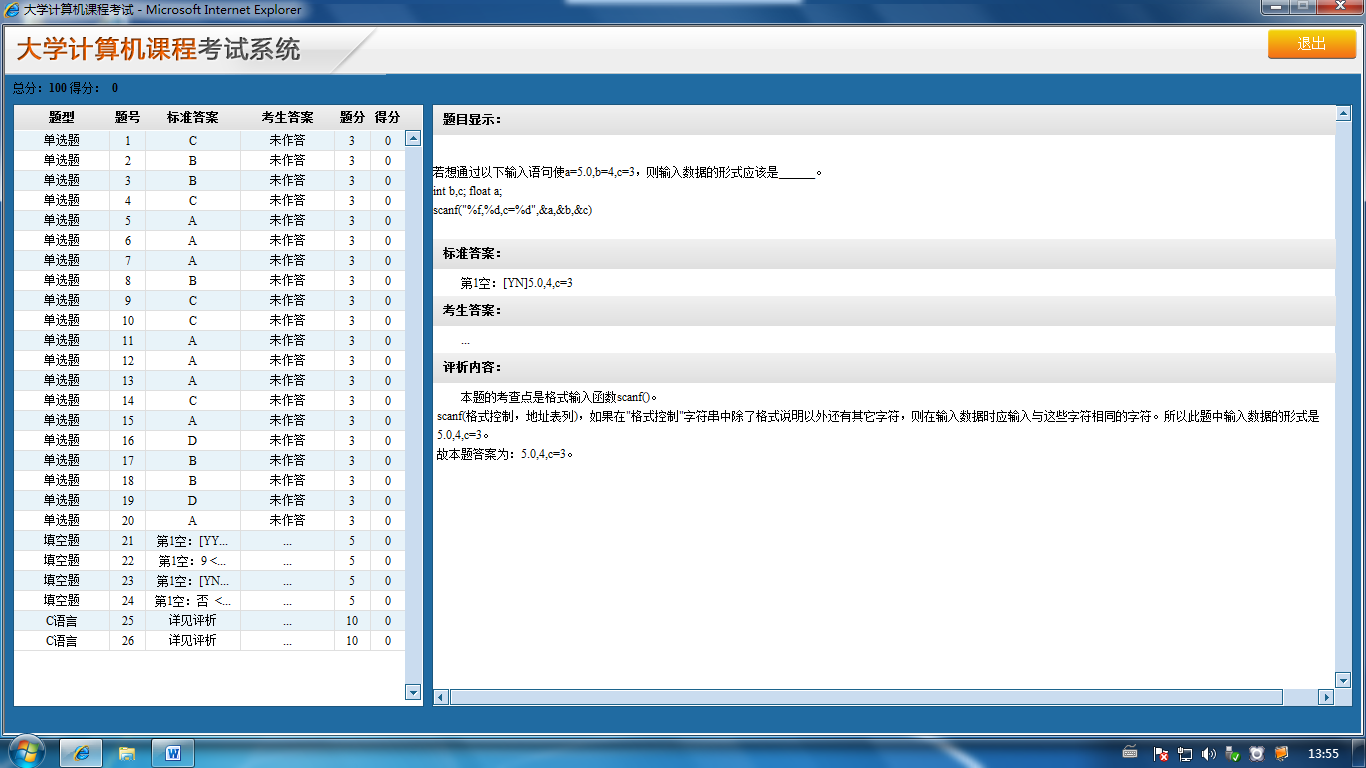 大学计算机课程考试 - Microsoft Internet Explorer
大学计算机课程考试系统
退出
总分：100 得分： 0
题型 题号 标准答案 考生答案 题分 得分
单选题 1 C 未作答 3 0
单选题 2 B 未作答 3 0
单选题 3 B 未作答 3 0
单选题 4 C 未作答 3 0
单选题 5 A 未作答 3 0
单选题 6 A 未作答 3 0
单选题 7 A 未作答 3 0
单选题 8 B 未作答 3 0
单选题 9 C 未作答 3 0
单选题 10 C 未作答 3 0
单选题 11 A 未作答 3 0
单选题 12 A 未作答 3 0
单选题 13 A 未作答 3 0
单选题 14 C 未作答 3 0
单选题 15 A 未作答 3 0
单选题 16 D 未作答 3 0
单选题 17 B 未作答 3 0
单选题 18 B 未作答 3 0
单选题 19 D 未作答 3 0
单选题 20 A 未作答 3 0
填空题 21 第1空：[YY... ... 5 0
填空题 22 第1空：9 <... ... 5 0
填空题 23 第1空：[YN... ... 5 0
填空题 24 第1空：否 <... ... 5 0
C语言 25 详见评析 ... 10 0
C语言 26 详见评析 ... 10 0
题目显示：
若想通过以下输入语句使a=5.0,b=4,c=3，则输入数据的形式应该是______。
int b,c; float a;
scanf("%f,%d,c=%d",&a,&b,&c)
标准答案：
第1空：[YN]5.0,4,c=3
考生答案：
...
评析内容：
本题的考查点是格式输入函数scanf()。
scanf(格式控制，地址表列)，如果在"格式控制"字符串中除了格式说明以外还有其它字符，则在输入数据时应输入与这些字符相同的字符。所以此题中输入数据的形式是
5.0,4,c=3。
故本题答案为：5.0,4,c=3。
13:55